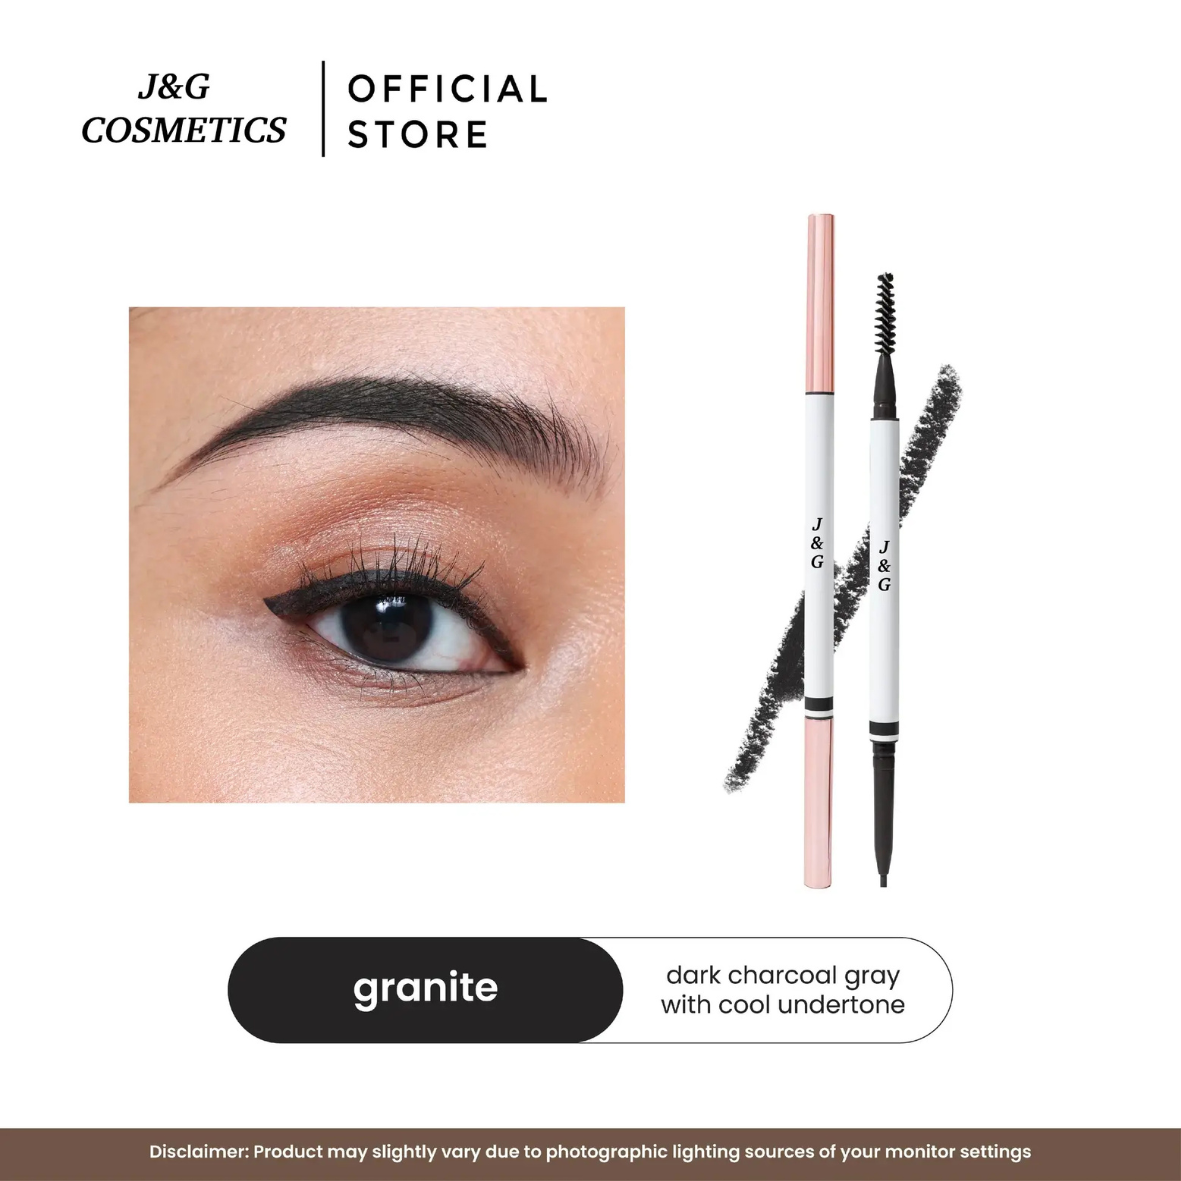 J&G
COSMETICS
OFFICIAL
STORE
J
&
G
J
&
G
granite
dark charcoal gray
with cool undertone
Disclaimer: Product may slightly vary due to photographic lighting sources of your monitor settings